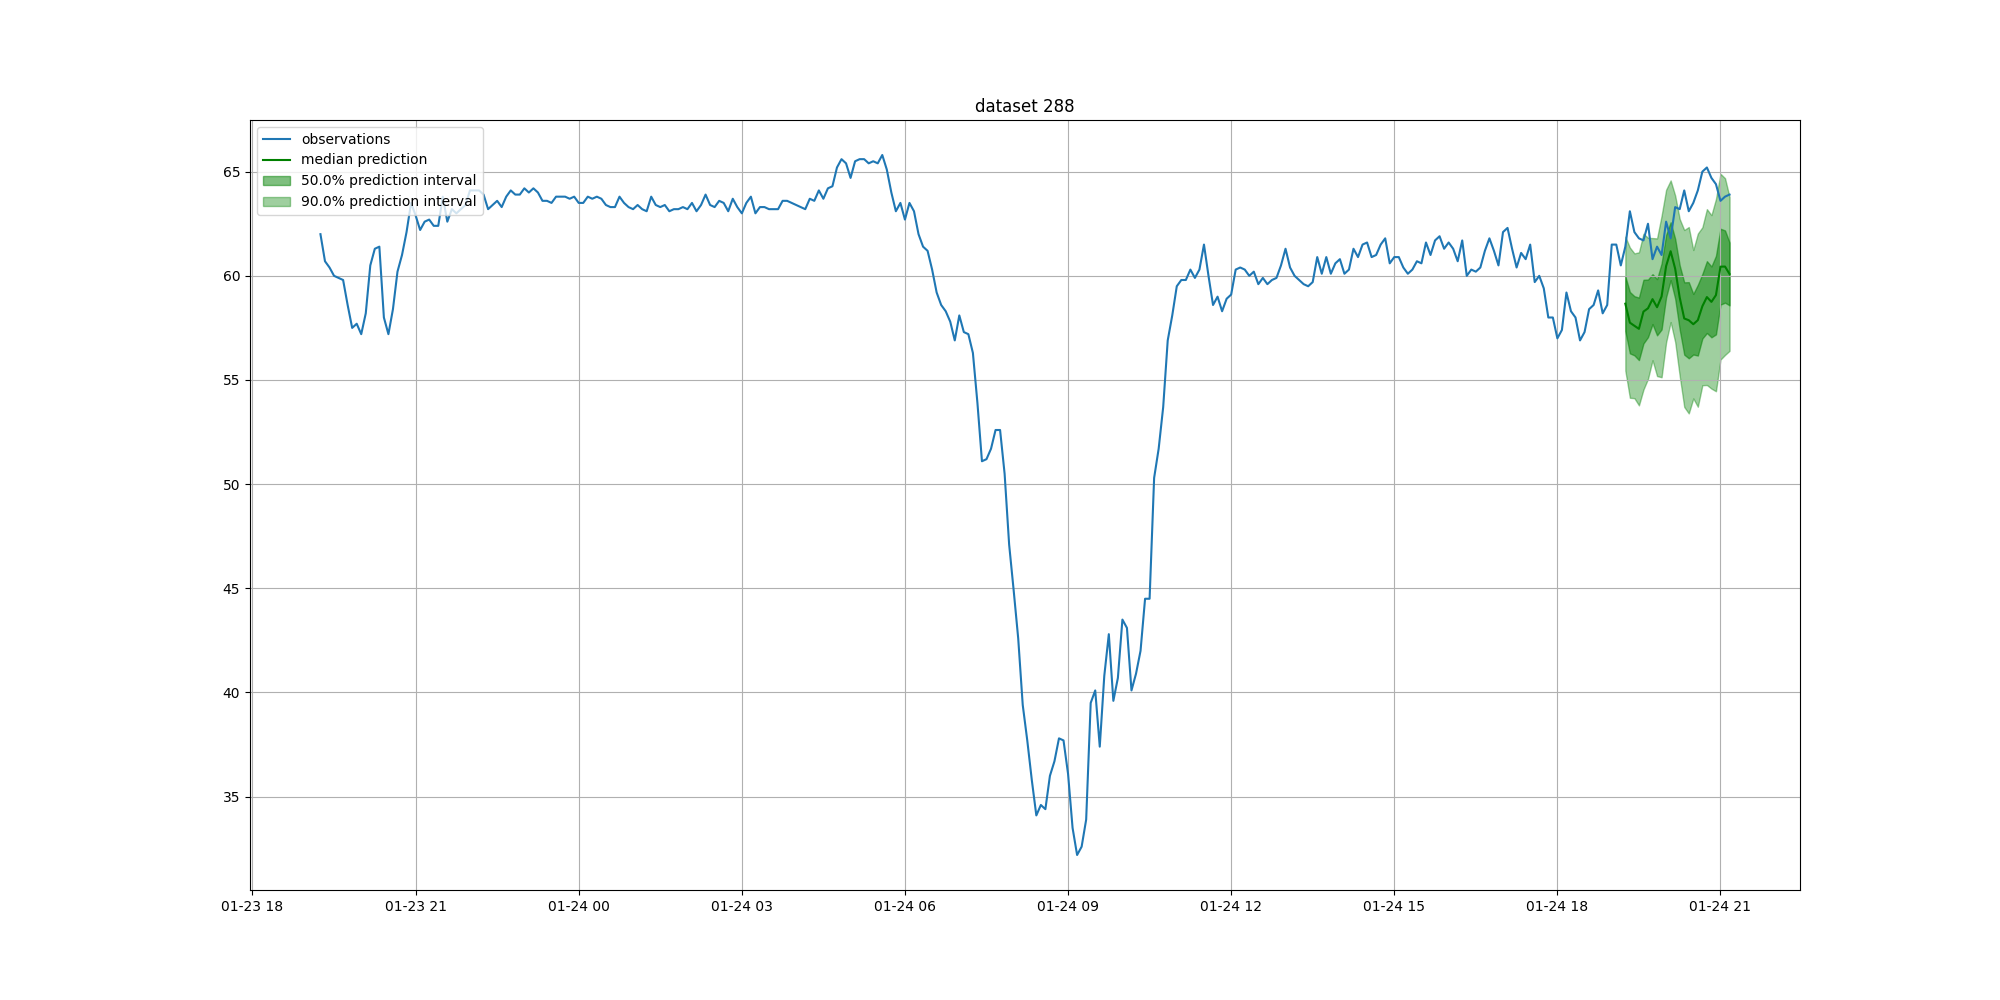 dataset 288
observations
median prediction
50.0% prediction interval
90.0% prediction interval
65
60
55
50
45
40
35
01-23 18 01-23 21 01-24 00 01-24 03 01-24 06 01-24 09 01-24 12 01-24 15 01-24 18 01-24 21